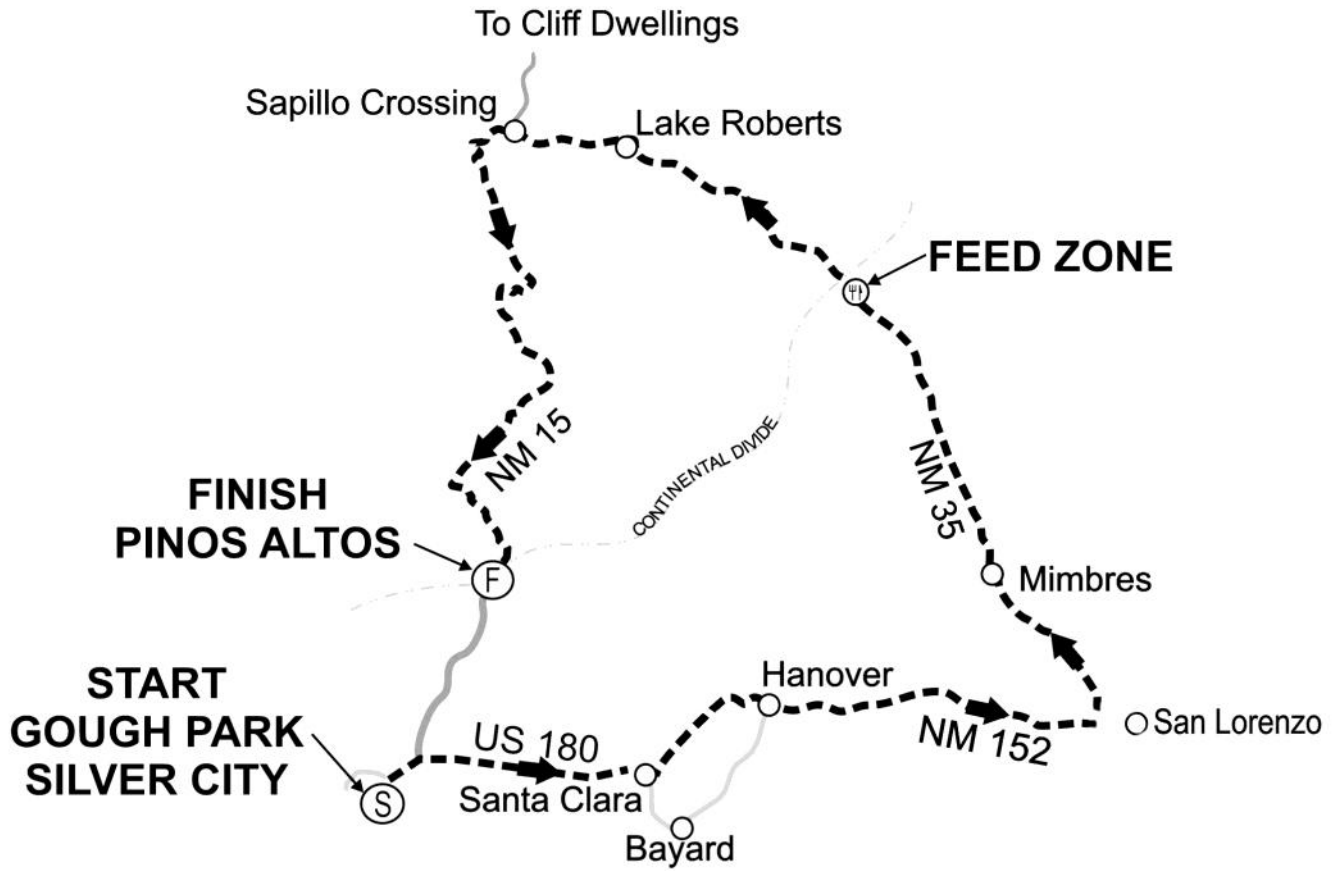 To Cliff Dwellings
Sapillo Crossing
Lake Roberts
FEED ZONE
NM 15
CONTINENTAL DIVIDE
NM 35
FINISH
PINOS ALTOS
F
Mimbres
START
GOUGH PARK
SILVER CITY
S
Hanover
US 180
NM 152
San Lorenzo
Santa Clara
Bayard